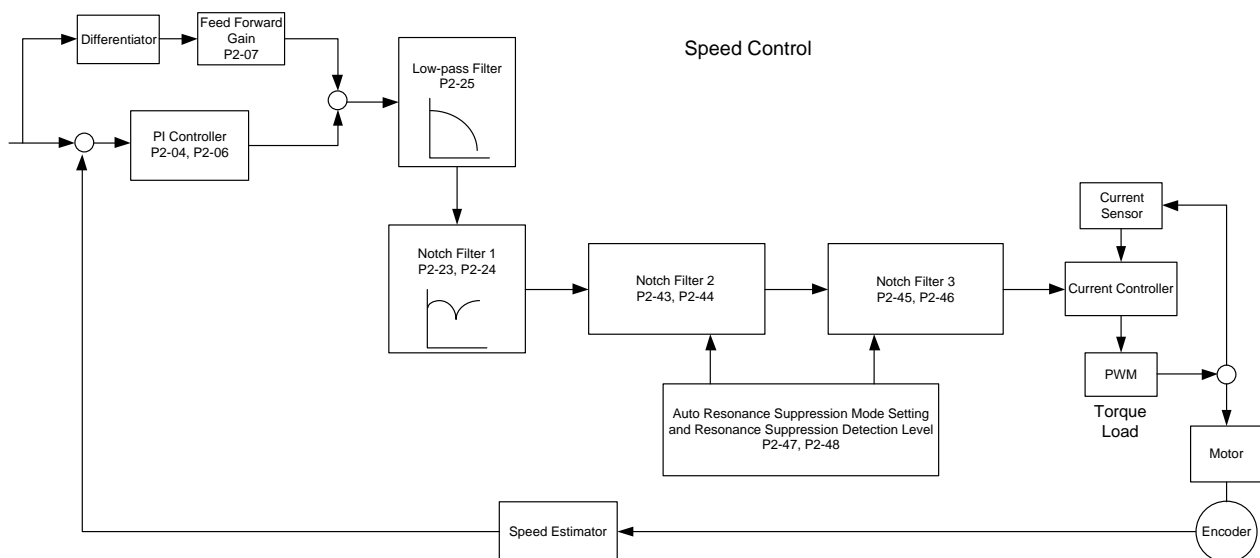 Speed Control
Differentiator
Feed Forward
Gain
P2-07
PI Controller
P2-04, P2-06
Low-pass Filter
P2-25
Notch Filter 1
P2-23, P2-24
Notch Filter 2
P2-43, P2-44
Notch Filter 3
P2-45, P2-46
Auto Resonance Suppression Mode Setting
and Resonance Suppression Detection Level
P2-47, P2-48
Current
Sensor
Current Controller
PWM
Torque
Load
Motor
Encoder
Speed Estimator